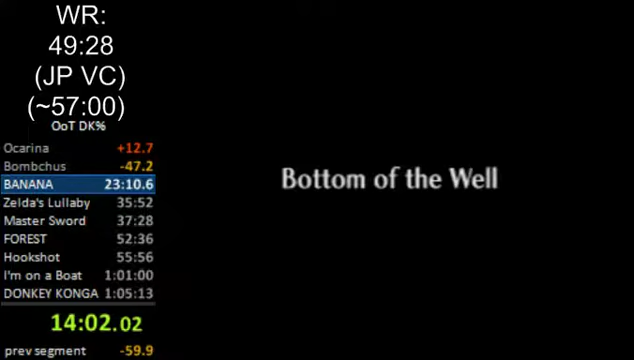 WR:
49:28
(JP VC)
(~57:00)
OoT DK%
Ocarina +12.7
Bombchus -47.2
BANANA 23:10.6
Zelda's Lullaby 35:52
Master Sword 37:28
FOREST 52:36
Hookshot 55:56
I'm on a Boat 1:01:00
DONKEY KONGA 1:05:13
14:02.02
prev segment -59.9
Bottom of the Well